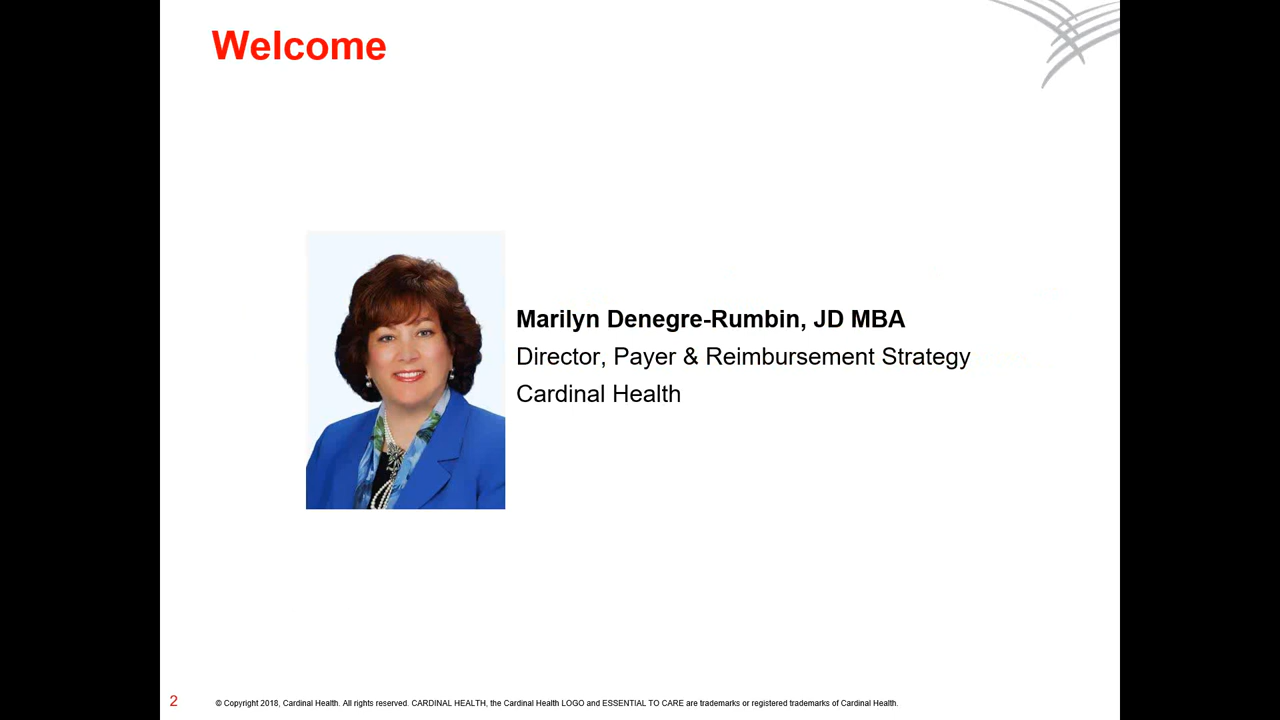 Welcome
Marilyn Denegre-Rumbin, JD MBA
Director, Payer & Reimbursement Strategy
Cardinal Health
2
© Copyright 2018, Cardinal Health. All rights reserved. CARDINAL HEALTH, the Cardinal Health LOGO and ESSENTIAL TO CARE are trademarks or registered trademarks of Cardinal Health.